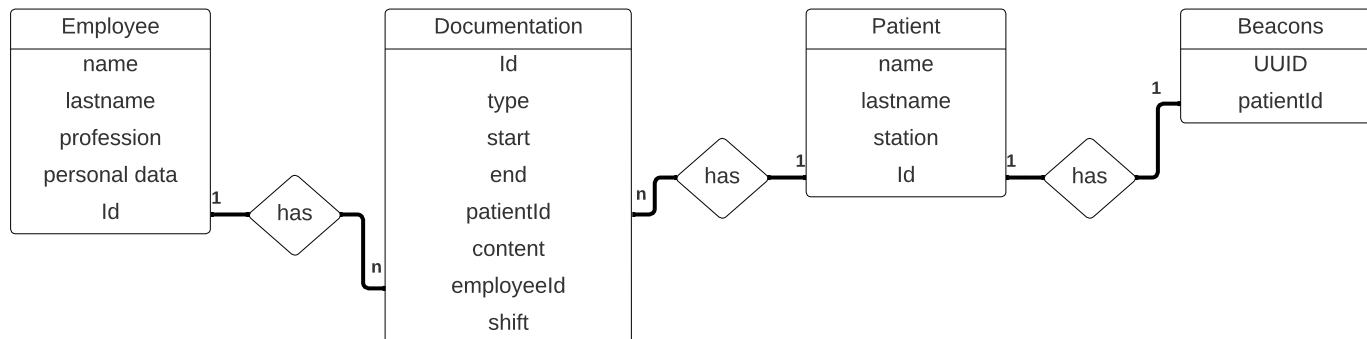 Employee
name
lastname
profession
personal data
Id
1
has
n
Documentation
Id
type
start
end
patientId
content
employeeId
shift
n
has
1
Patient
name
lastname
station
Id
1
has
1
Beacons
UUID
patientId